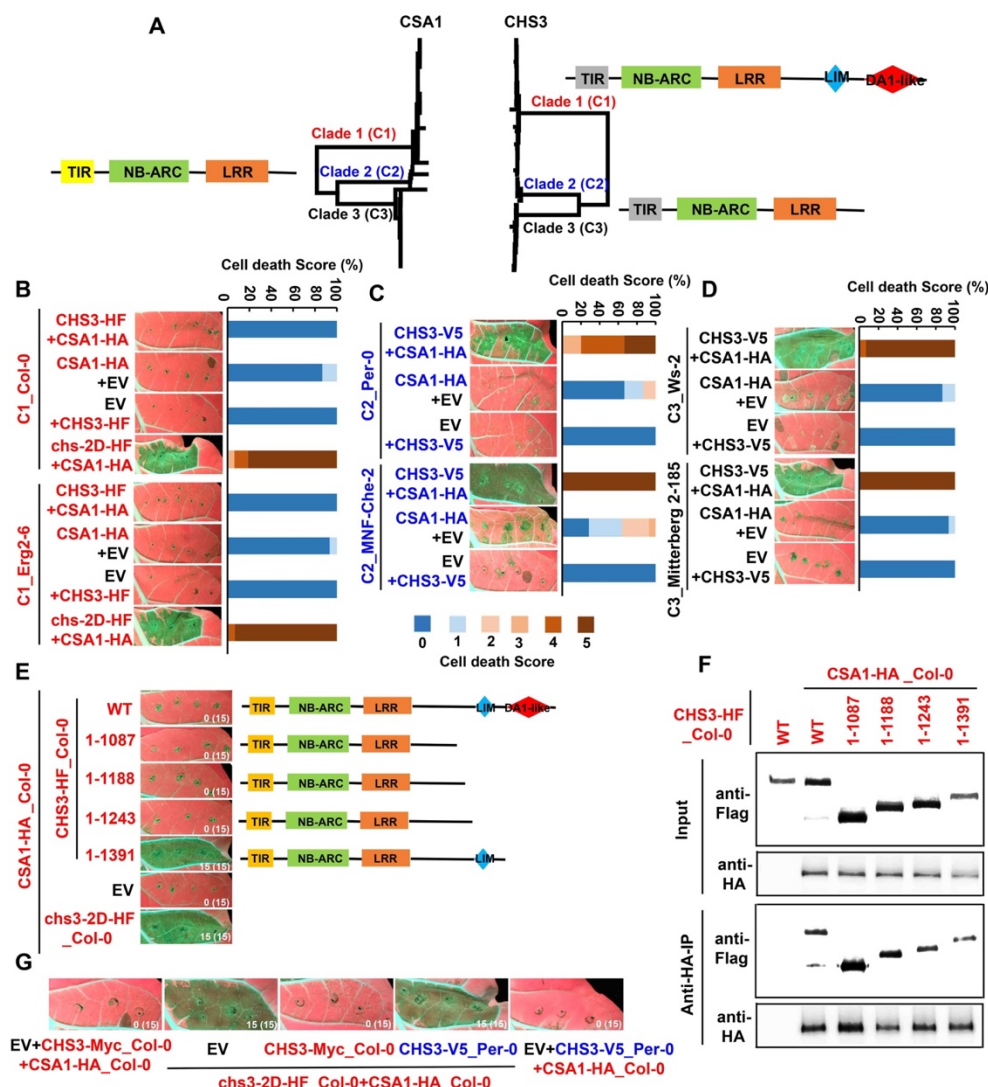 A
CSA1
CHS3
TIR
NB-ARC
LRR
LIM
DA1-like
Clade 1 (C1)
Clade 1 (C1)
TIR
NB-ARC
LRR
Clade 2 (C2)
Clade 2 (C2)
Clade 3 (C3)
Clade 3 (C3)
TIR
NB-ARC
LRR
B
Cell death Score (%)
0 20 40 60 80 100
C1_Col-0
CHS3-HF
+CSA1-HA
CSA1-HA
+EV
EV
+CHS3-HF
chs-2D-HF
+CSA1-HA
C1_Erg2-6
CHS3-HF
+CSA1-HA
CSA1-HA
+EV
EV
+CHS3-HF
chs-2D-HF
+CSA1-HA
C
Cell death Score (%)
0 20 40 60 80 100
C2_Per-0
CHS3-V5
+CSA1-HA
CSA1-HA
+EV
EV
+CHS3-V5
C2_MNF-Che-2
CHS3-V5
+CSA1-HA
CSA1-HA
+EV
EV
+CHS3-V5
D
Cell death Score (%)
0 20 40 60 80 100
C3_Ws-2
CHS3-V5
+CSA1-HA
CSA1-HA
+EV
EV
+CHS3-V5
C3_Mitterberg 2-185
CHS3-V5
+CSA1-HA
CSA1-HA
+EV
EV
+CHS3-V5
0 1 2 3 4 5
Cell death Score
E
CSA1-HA_Col-0
CHS3-HF_Col-0
WT
0 (15)
TIR NB-ARC LRR LIM DA1-like
1-1087
0 (15)
TIR NB-ARC LRR
1-1188
0 (15)
TIR NB-ARC LRR
1-1243
0 (15)
TIR NB-ARC LRR
1-1391
15 (15)
TIR NB-ARC LRR LIM
EV
0 (15)
chs3-2D-HF
_Col-0
15 (15)
F
CSA1-HA _Col-0
CHS3-HF
_Col-0
WT
WT
1-1087
1-1188
1-1243
1-1391
Input
anti-
Flag
anti-
HA
Anti-HA-IP
anti-
Flag
anti-
HA
G
0 (15)
15 (15)
0 (15)
15 (15)
0 (15)
EV+CHS3-Myc_Col-0
+CSA1-HA_Col-0
EV
CHS3-Myc_Col-0
CHS3-V5_Per-0
EV+CHS3-V5_Per-0
+CSA1-HA_Col-0
chs3-2D-HF_Col-0+CSA1-HA_Col-0